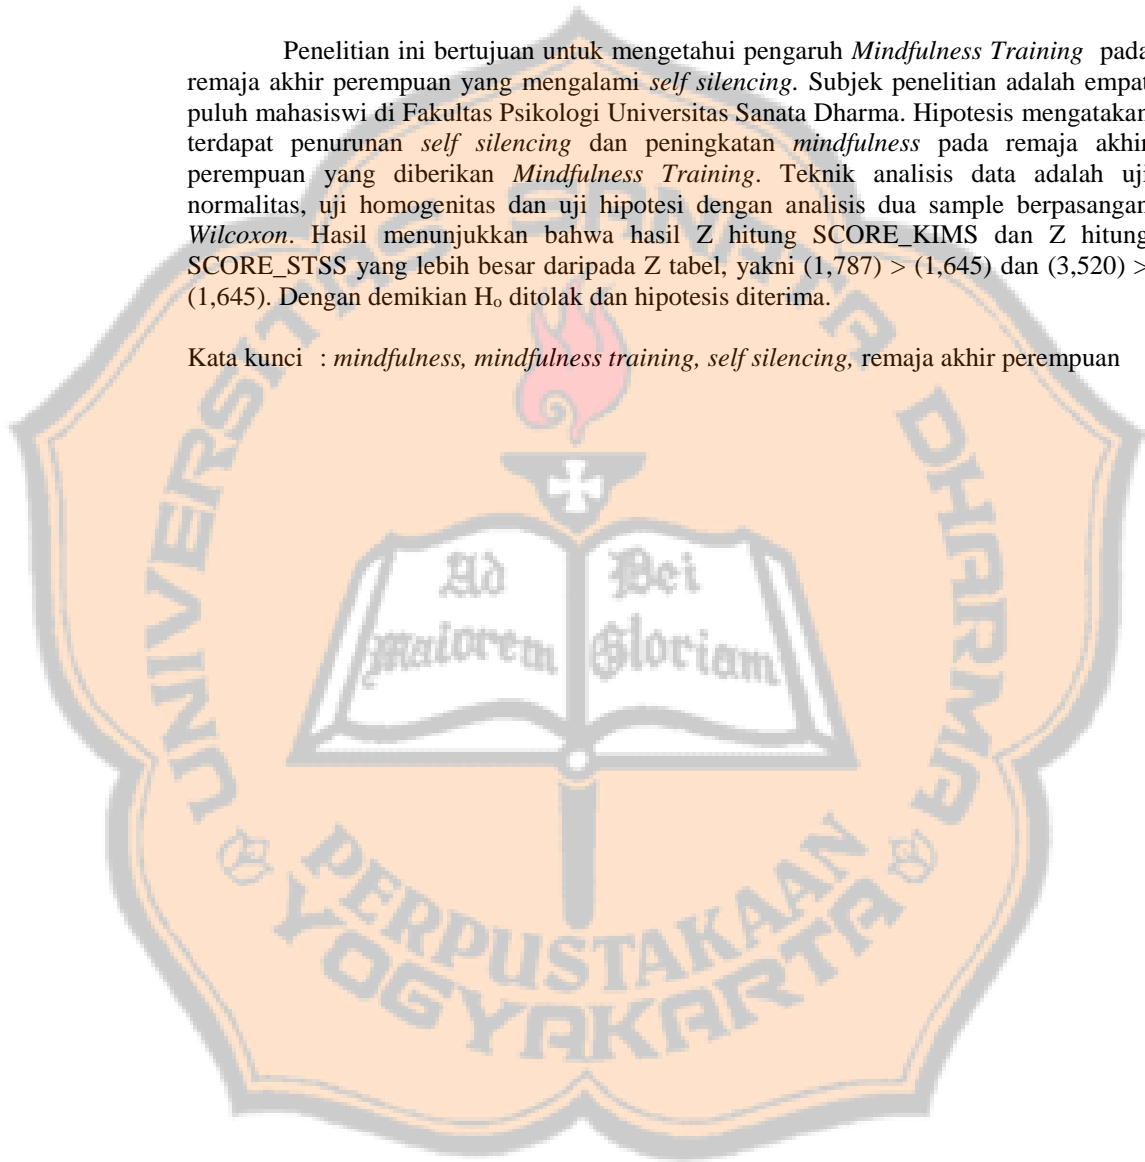 Penelitian ini bertujuan untuk mengetahui pengaruh Mindfulness Training pada
remaja akhir perempuan yang mengalami self silencing. Subjek penelitian adalah empat
puluh mahasiswi di Fakultas Psikologi Universitas Sanata Dharma. Hipotesis mengatakan
terdapat penurunan self silencing dan peningkatan mindfulness pada remaja akhir
perempuan yang diberikan Mindfulness Training. Teknik analisis data adalah uji
normalitas, uji homogenitas dan uji hipotesi dengan analisis dua sample berpasangan
Wilcoxon. Hasil menunjukkan bahwa hasil Z hitung SCORE_KIMS dan Z hitung
SCORE_STSS yang lebih besar daripada Z tabel, yakni (1,787) > (1,645) dan (3,520) >
(1,645). Dengan demikian Ho ditolak dan hipotesis diterima.
Kata kunci : mindfulness, mindfulness training, self silencing, remaja akhir perempuan
UNIVERSITAS SANATA DHARMA
Ad Dei
Maiorem Gloriam
PERPUSTAKAAN
YOGYAKARTA